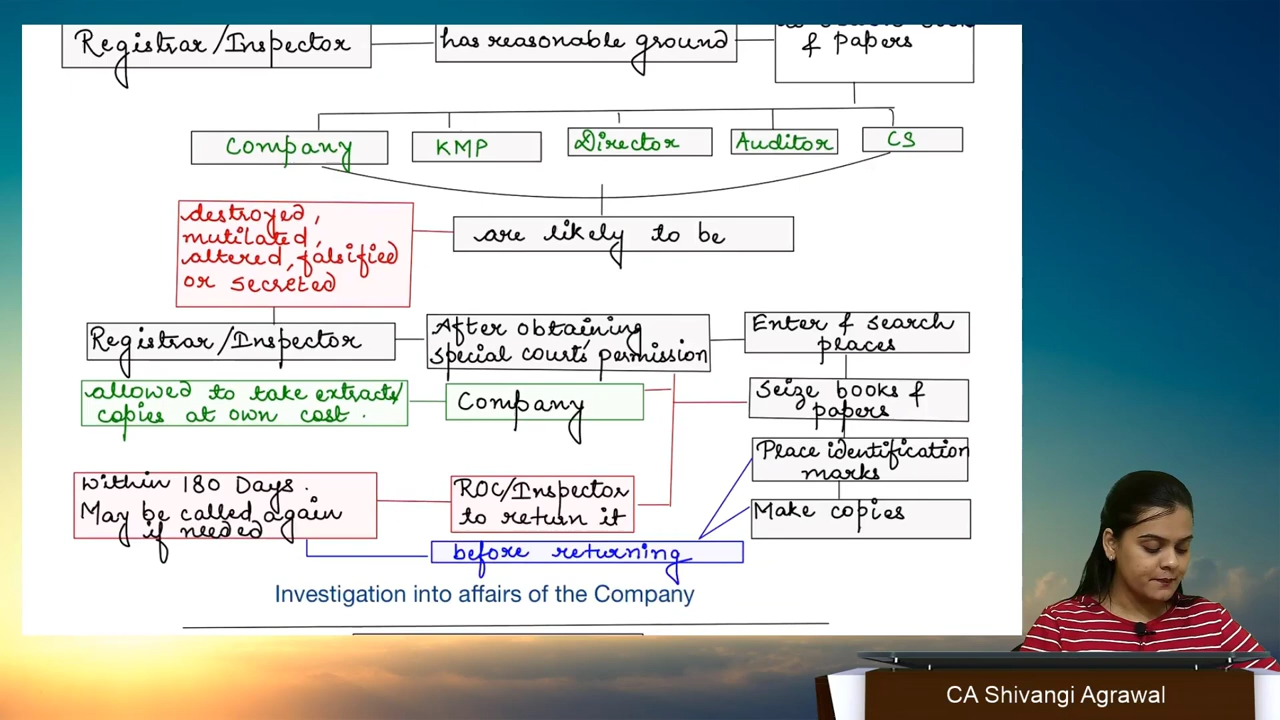 Registrar/Inspector
has reasonable ground
& papers
Company
KMP
Director
Auditor
CS
destroyed,
mutilated,
altered, falsified
or secreted
are likely to be
Registrar/Inspector
After obtaining
special courts permission
Enter & search
places
allowed to take extracts/
copies at own cost.
Company
Seize books &
papers
Place identification
marks
Within 180 Days.
May be called again
if needed
ROC/Inspector
to return it
Make copies
before returning
Investigation into affairs of the Company
CA Shivangi Agrawal